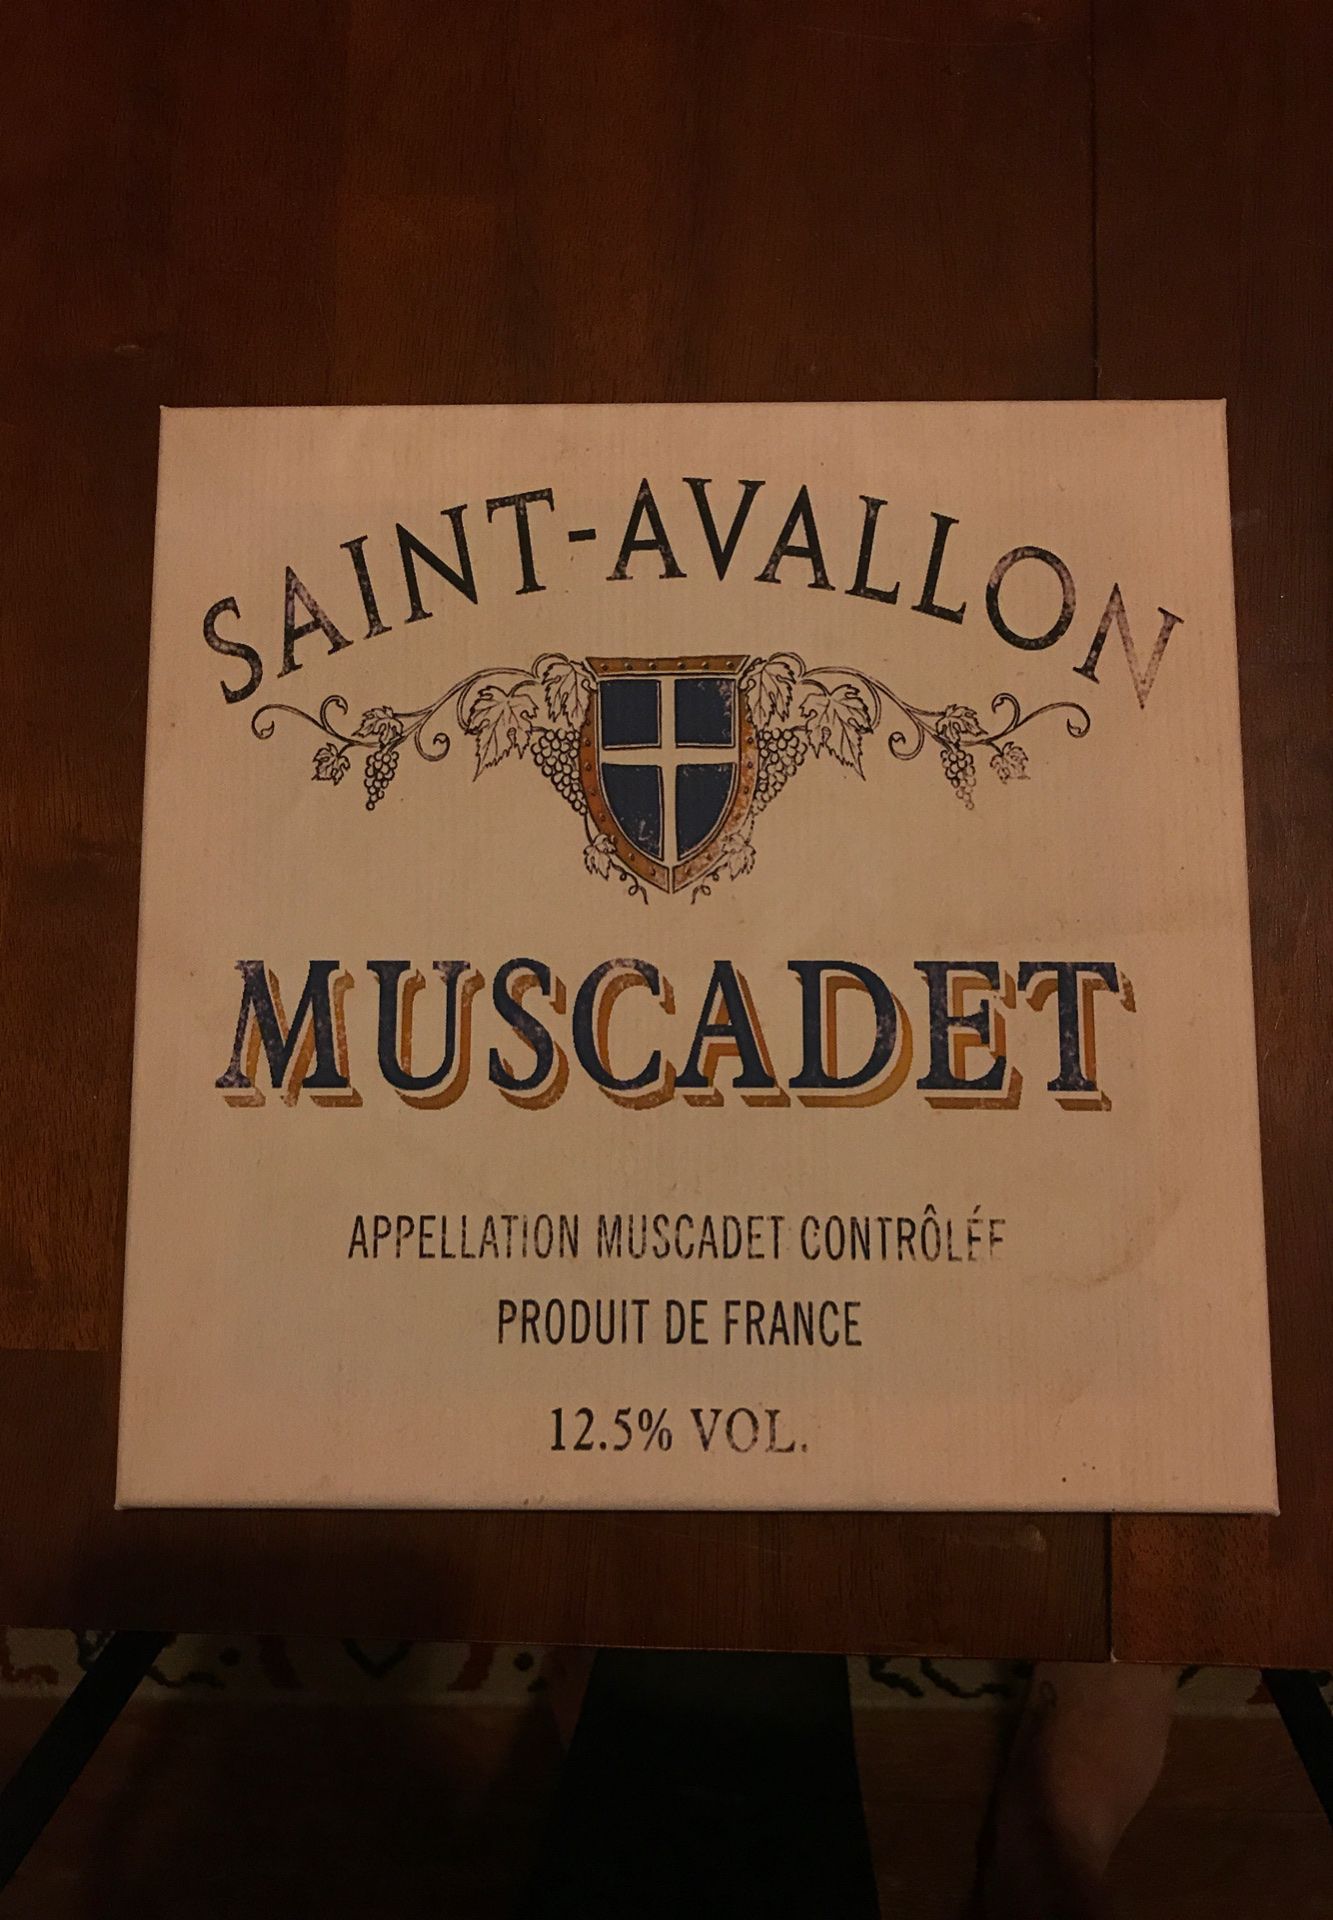 SAINT-AVALLON
MUSCADET
APPELLATION MUSCADET CONTRÔLÉE
PRODUIT DE FRANCE
12.5% VOL.